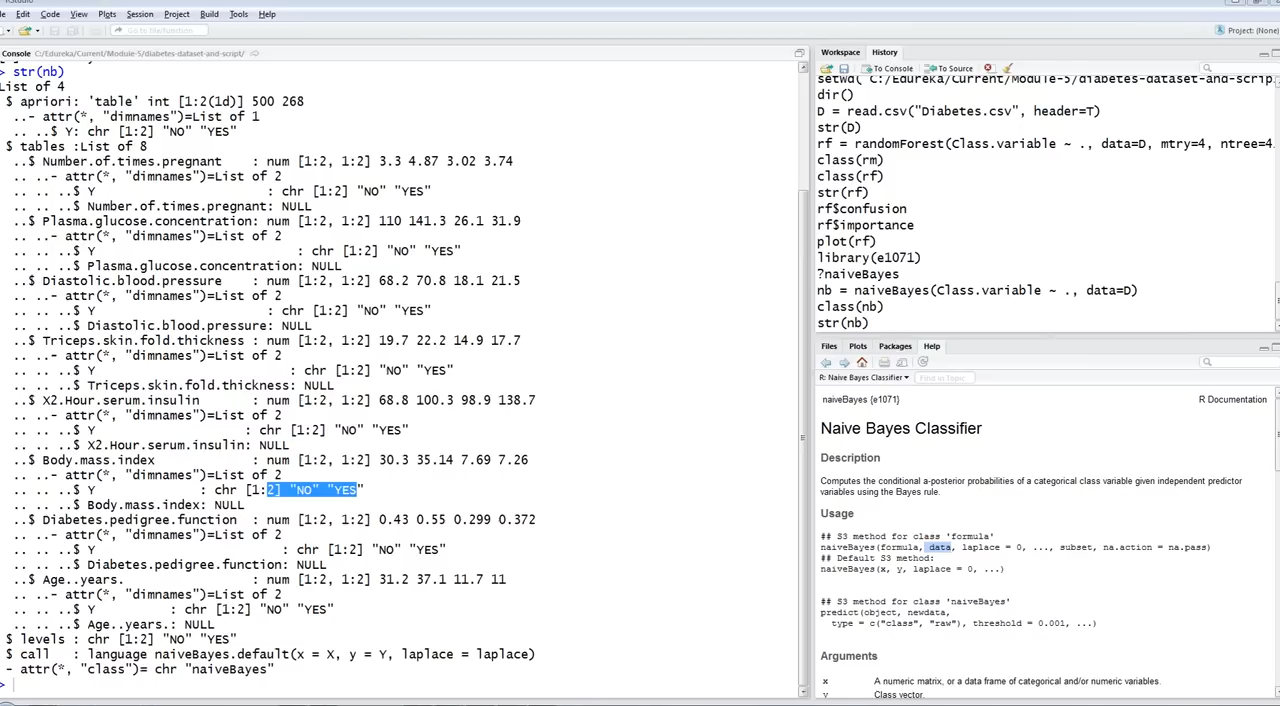 Edit Code View Plots Session Project Build Tools Help
Go to file/function
Project: (None)
Console C:/Edureka/Current/Module-5/diabetes-dataset-and-script/
> str(nb)
List of 4
$ apriori: 'table' int [1:2(1d)] 500 268
..- attr(*, "dimnames")=List of 1
.. ..$ Y: chr [1:2] "NO" "YES"
$ tables :List of 8
..$ Number.of.times.pregnant : num [1:2, 1:2] 3.3 4.87 3.02 3.74
.. ..- attr(*, "dimnames")=List of 2
.. .. ..$ Y : chr [1:2] "NO" "YES"
.. .. ..$ Number.of.times.pregnant: NULL
..$ Plasma.glucose.concentration: num [1:2, 1:2] 110 141.3 26.1 31.9
.. ..- attr(*, "dimnames")=List of 2
.. .. ..$ Y : chr [1:2] "NO" "YES"
.. .. ..$ Plasma.glucose.concentration: NULL
..$ Diastolic.blood.pressure : num [1:2, 1:2] 68.2 70.8 18.1 21.5
.. ..- attr(*, "dimnames")=List of 2
.. .. ..$ Y : chr [1:2] "NO" "YES"
.. .. ..$ Diastolic.blood.pressure: NULL
..$ Triceps.skin.fold.thickness : num [1:2, 1:2] 19.7 22.2 14.9 17.7
.. ..- attr(*, "dimnames")=List of 2
.. .. ..$ Y : chr [1:2] "NO" "YES"
.. .. ..$ Triceps.skin.fold.thickness: NULL
..$ X2.Hour.serum.insulin : num [1:2, 1:2] 68.8 100.3 98.9 138.7
.. ..- attr(*, "dimnames")=List of 2
.. .. ..$ Y : chr [1:2] "NO" "YES"
.. .. ..$ X2.Hour.serum.insulin: NULL
..$ Body.mass.index : num [1:2, 1:2] 30.3 35.14 7.69 7.26
.. ..- attr(*, "dimnames")=List of 2
.. .. ..$ Y : chr [1:2] "NO" "YES"
.. .. ..$ Body.mass.index: NULL
..$ Diabetes.pedigree.function : num [1:2, 1:2] 0.43 0.55 0.299 0.372
.. ..- attr(*, "dimnames")=List of 2
.. .. ..$ Y : chr [1:2] "NO" "YES"
.. .. ..$ Diabetes.pedigree.function: NULL
..$ Age..years. : num [1:2, 1:2] 31.2 37.1 11.7 11
.. ..- attr(*, "dimnames")=List of 2
.. .. ..$ Y : chr [1:2] "NO" "YES"
.. .. ..$ Age..years.: NULL
$ levels : chr [1:2] "NO" "YES"
$ call : language naiveBayes.default(x = X, y = Y, laplace = laplace)
- attr(*, "class")= chr "naiveBayes"
>
Workspace History
To Console To Source
setwd("C:/Edureka/Current/Module-5/diabetes-dataset-and-scrip
dir()
D = read.csv("Diabetes.csv", header=T)
str(D)
rf = randomForest(Class.variable ~ ., data=D, mtry=4, ntree=4
class(rm)
class(rf)
str(rf)
rf$confusion
rf$importance
plot(rf)
library(e1071)
?naiveBayes
nb = naiveBayes(Class.variable ~ ., data=D)
class(nb)
str(nb)
Files Plots Packages Help
R: Naive Bayes Classifier Find in Topic
naiveBayes {e1071} R Documentation
Naive Bayes Classifier
Description
Computes the conditional a-posterior probabilities of a categorical class variable given independent predictor
variables using the Bayes rule.
Usage
## S3 method for class 'formula'
naiveBayes(formula, data, laplace = 0, ..., subset, na.action = na.pass)
## Default S3 method:
naiveBayes(x, y, laplace = 0, ...)
## S3 method for class 'naiveBayes'
predict(object, newdata,
type = c("class", "raw"), threshold = 0.001, ...)
Arguments
x A numeric matrix, or a data frame of categorical and/or numeric variables.
y Class vector.